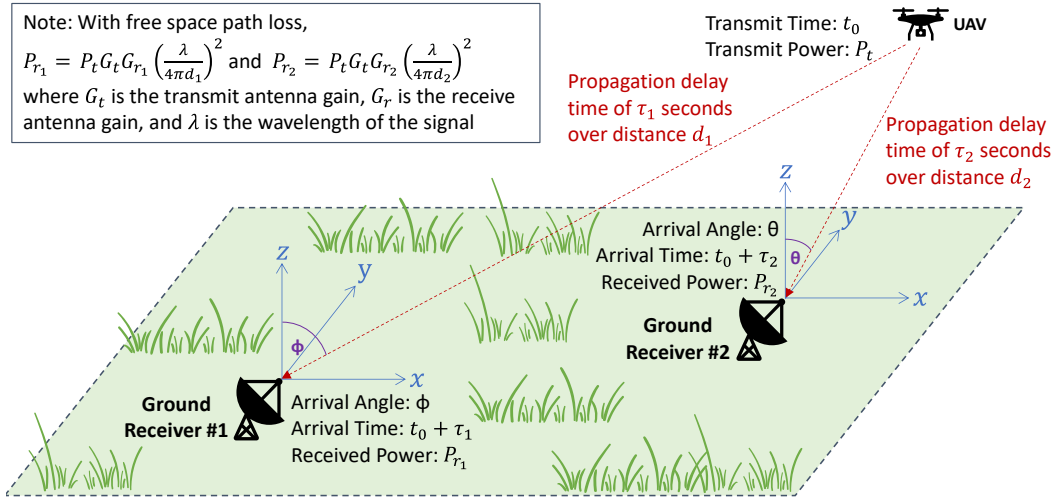 Note: With free space path loss,
P_{r_1} = P_t G_t G_{r_1} (λ/(4πd_1))^2 and P_{r_2} = P_t G_t G_{r_2} (λ/(4πd_2))^2
where G_t is the transmit antenna gain, G_r is the receive
antenna gain, and λ is the wavelength of the signal
Transmit Time: t_0
Transmit Power: P_t
UAV
Propagation delay
time of τ_1 seconds
over distance d_1
Propagation delay
time of τ_2 seconds
over distance d_2
z
y
x
θ
Arrival Angle: θ
Arrival Time: t_0 + τ_2
Received Power: P_{r_2}
Ground
Receiver #2
z
y
x
ϕ
Ground
Receiver #1
Arrival Angle: ϕ
Arrival Time: t_0 + τ_1
Received Power: P_{r_1}